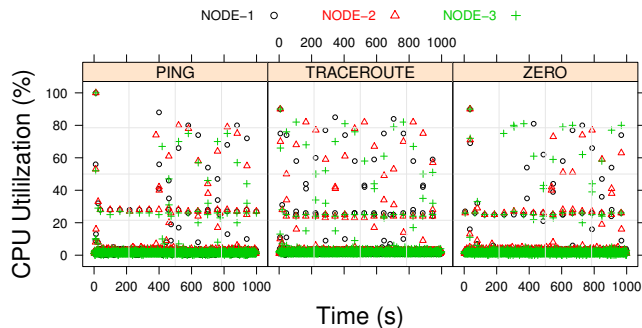 NODE−1 NODE−2 NODE−3
0 200 400 600 800 1000
PING TRACEROUTE ZERO
CPU Utililzation (%)
100
80
60
40
20
0
0 200 400 600 800 1000 0 200 400 600 800 1000
Time (s)